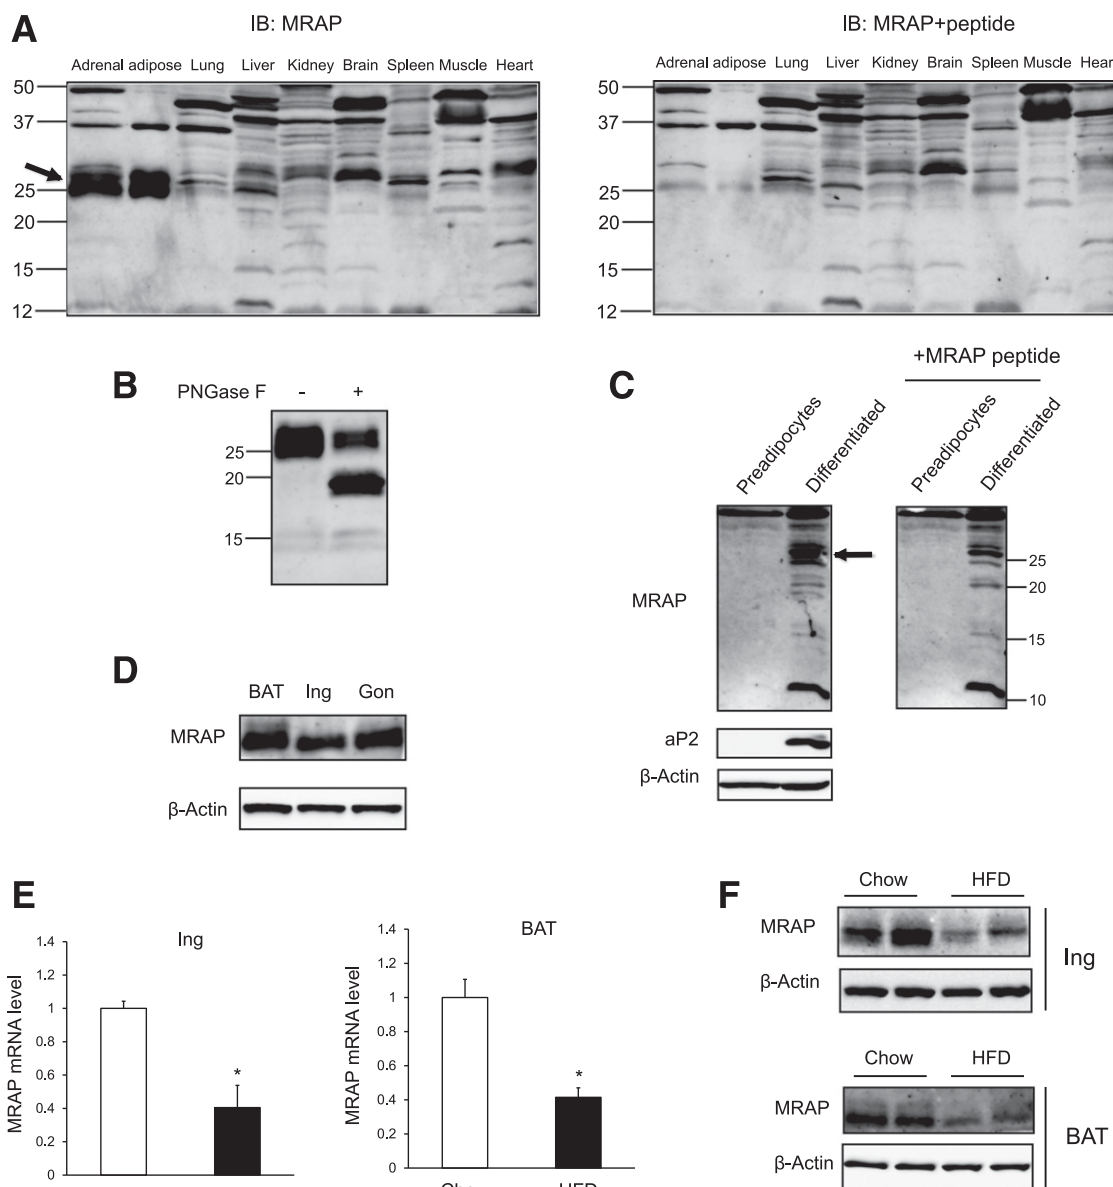 A
IB: MRAP
IB: MRAP+peptide
Adrenal adipose Lung Liver Kidney Brain Spleen Muscle Heart
Adrenal adipose Lung Liver Kidney Brain Spleen Muscle Hear
50
37
25
20
15
12
50
37
25
20
15
12
B
PNGase F - +
25
20
15
C
+MRAP peptide
Preadipocytes
Differentiated
Preadipocytes
Differentiated
MRAP
25
20
15
10
aP2
β-Actin
D
BAT Ing Gon
MRAP
β-Actin
E
Ing
MRAP mRNA level
1.4
1.2
1
0.8
0.6
0.4
0.2
0
*
BAT
MRAP mRNA level
1.4
1.2
1
0.8
0.6
0.4
0.2
0
*
HFD
F
Chow HFD
MRAP
β-Actin
Ing
Chow HFD
MRAP
β-Actin
BAT